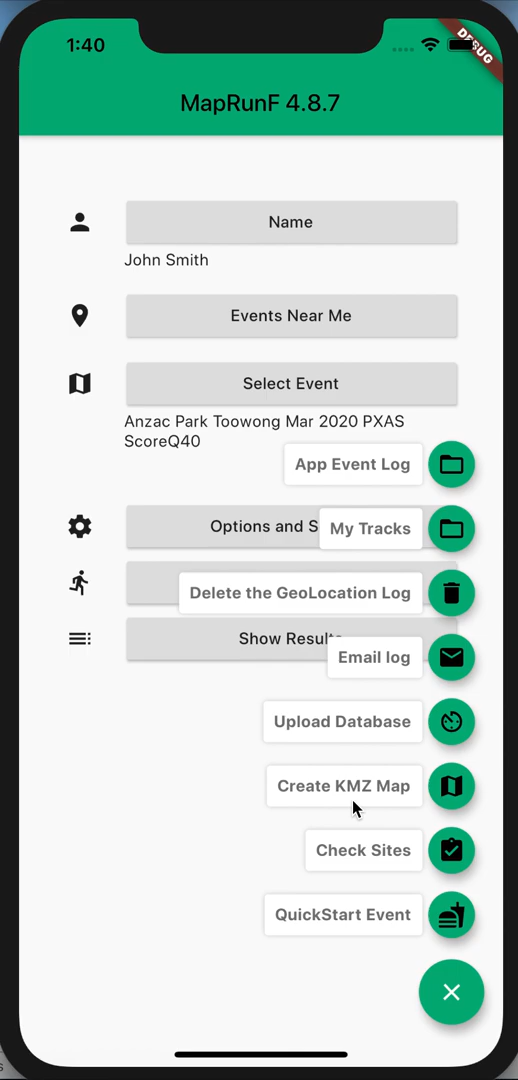 1:40
DEBUG
MapRunF 4.8.7
Name
John Smith
Events Near Me
Select Event
Anzac Park Toowong Mar 2020 PXAS
ScoreQ40
App Event Log
Options and S
My Tracks
Delete the GeoLocation Log
Show Results
Email log
Upload Database
Create KMZ Map
Check Sites
QuickStart Event
s